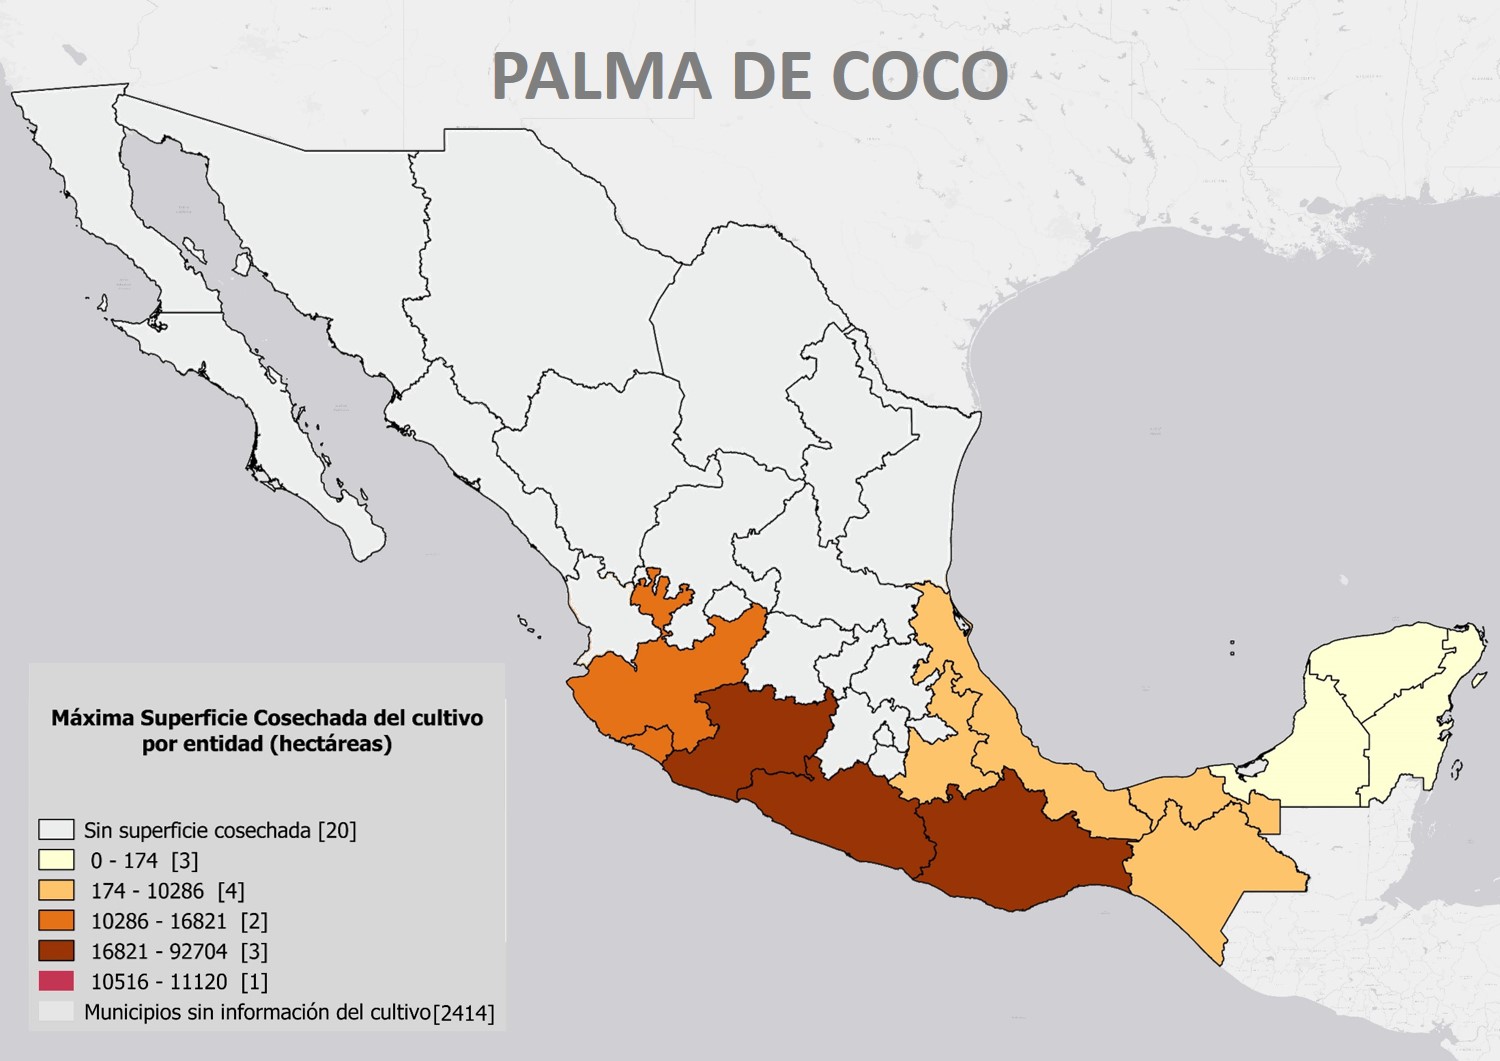 PALMA DE COCO
Máxima Superficie Cosechada del cultivo
por entidad (hectáreas)
Sin superficie cosechada [20]
0 - 174 [3]
174 - 10286 [4]
10286 - 16821 [2]
16821 - 92704 [3]
10516 - 11120 [1]
Municipios sin información del cultivo [2414]